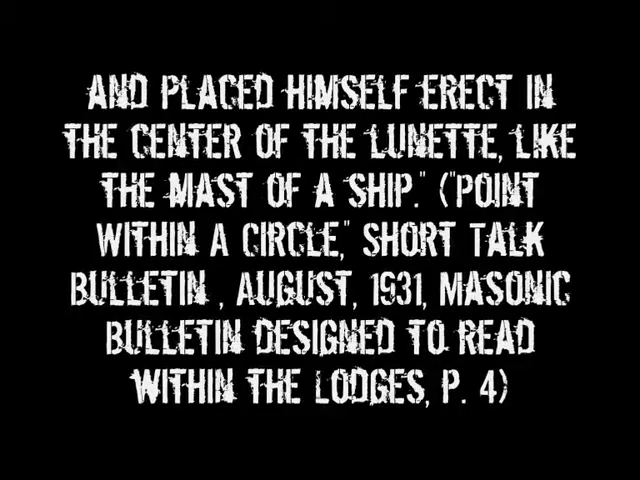 AND PLACED HIMSELF ERECT IN
THE CENTER OF THE LUNETTE, LIKE
THE MAST OF A SHIP." ("POINT
WITHIN A CIRCLE," SHORT TALK
BULLETIN , AUGUST, 1931, MASONIC
BULLETIN DESIGNED TO READ
WITHIN THE LODGES, P. 4)